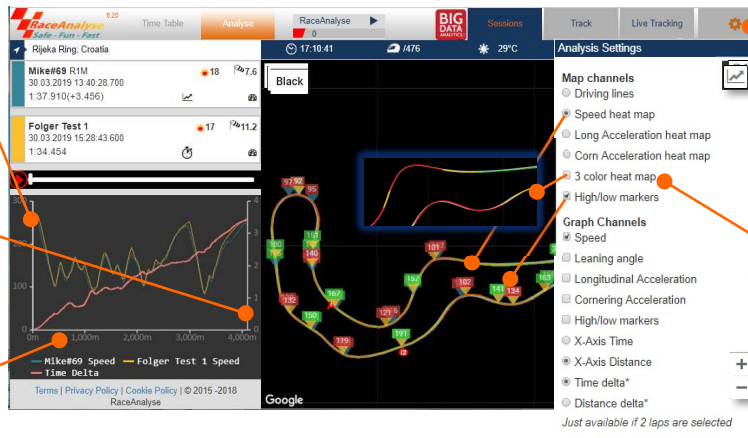 RaceAnalyse 6.20
Safe - Fun - Fast
Time Table
Analyse
RaceAnalyse
0
BIG
DATA
ANALYTICS
Sessions
Track
Live Tracking
Rijeka Ring; Croatia
17:10:41
/476
29°C
Analysis Settings
Mike#69 R1M
18
7.6
30.03.2019 13:40:28.700
1:37.910(+3.456)
Folger Test 1
17
11.2
30.03.2019 15:28:43.600
1:34.454
300
200
100
0
4
3
2
1
0
0m
1,000m
2,000m
3,000m
4,000m
Mike#69 Speed
Folger Test 1 Speed
Time Delta
Terms | Privacy Policy | Cookie Policy | © 2015 -2018
RaceAnalyse
Black
97
92
95
151
140
132
150
167
119
121
191
157
102
141
134
Google
Map channels
Driving lines
Speed heat map
Long Acceleration heat map
Corn Acceleration heat map
3 color heat map
High/low markers
Graph Channels
Speed
Leaning angle
Longitudinal Acceleration
Cornering Acceleration
High/low markers
X-Axis Time
X-Axis Distance
Time delta*
Distance delta*
Just available if 2 laps are selected
+
−